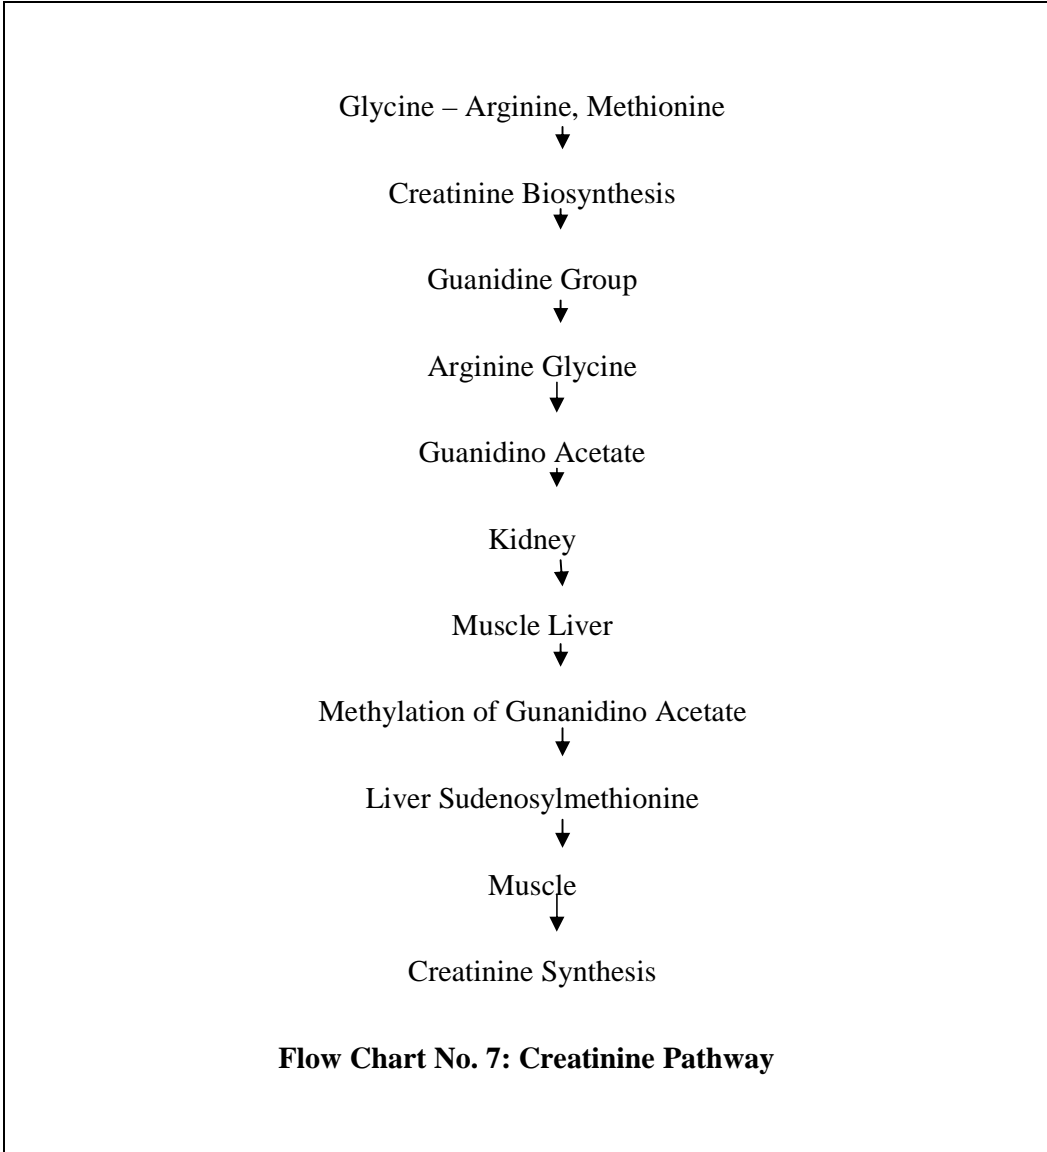 Glycine – Arginine, Methionine
Creatinine Biosynthesis
Guanidine Group
Arginine Glycine
Guanidino Acetate
Kidney
Muscle Liver
Methylation of Gunanidino Acetate
Liver Sudenosylmethionine
Muscle
Creatinine Synthesis
Flow Chart No. 7: Creatinine Pathway